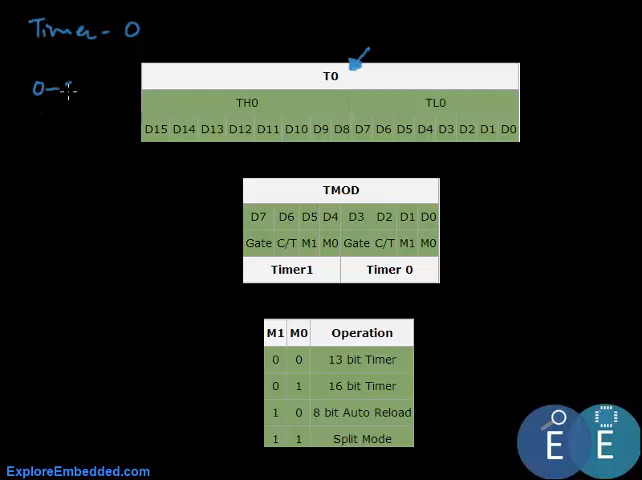 Timer - 0
0-
T0
TH0 TL0
D15 D14 D13 D12 D11 D10 D9 D8 D7 D6 D5 D4 D3 D2 D1 D0
TMOD
D7 D6 D5 D4 D3 D2 D1 D0
Gate C/T M1 M0 Gate C/T M1 M0
Timer1 Timer 0
M1 M0 Operation
0 0 13 bit Timer
0 1 16 bit Timer
1 0 8 bit Auto Reload
1 1 Split Mode
E E
ExploreEmbedded.com